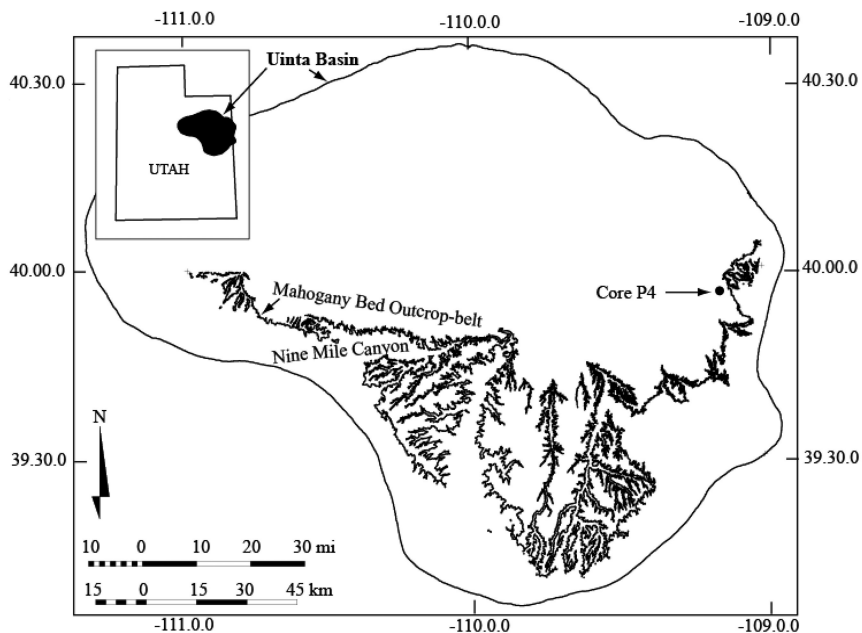 -111.0.0
-110.0.0
-109.0.0
40.30.0
40.30.0
Uinta Basin
UTAH
40.00.0
40.00.0
Core P4
Mahogany Bed Outcrop-belt
Nine Mile Canyon
N
39.30.0
39.30.0
10 0 10 20 30 mi
15 0 15 30 45 km
-111.0.0
-110.0.0
-109.0.0